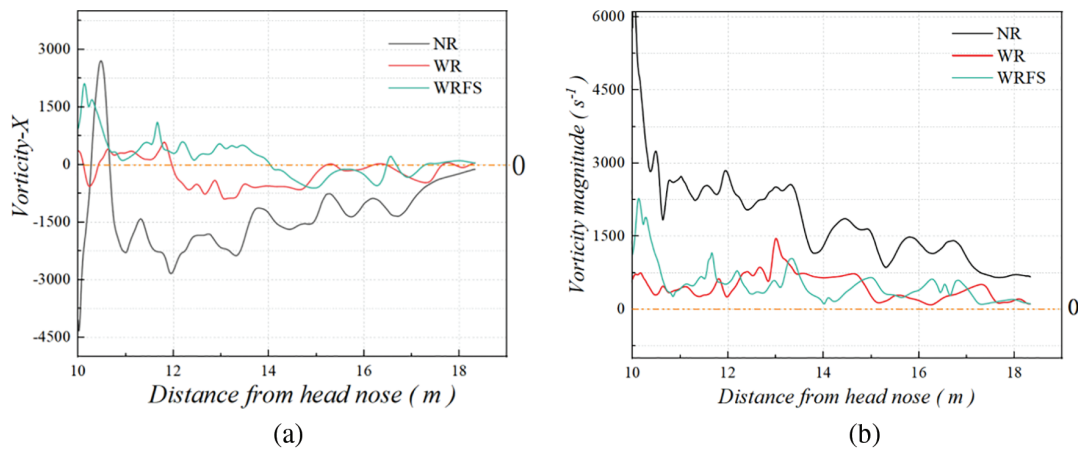 3000
1500
0
-1500
-3000
-4500
Vorticity-X
NR
WR
WRFS
0
10 12 14 16 18
Distance from head nose ( m )
(a)
6000
4500
3000
1500
0
Vorticity magnitude ( s-1 )
NR
WR
WRFS
0
10 12 14 16 18
Distance from head nose ( m )
(b)